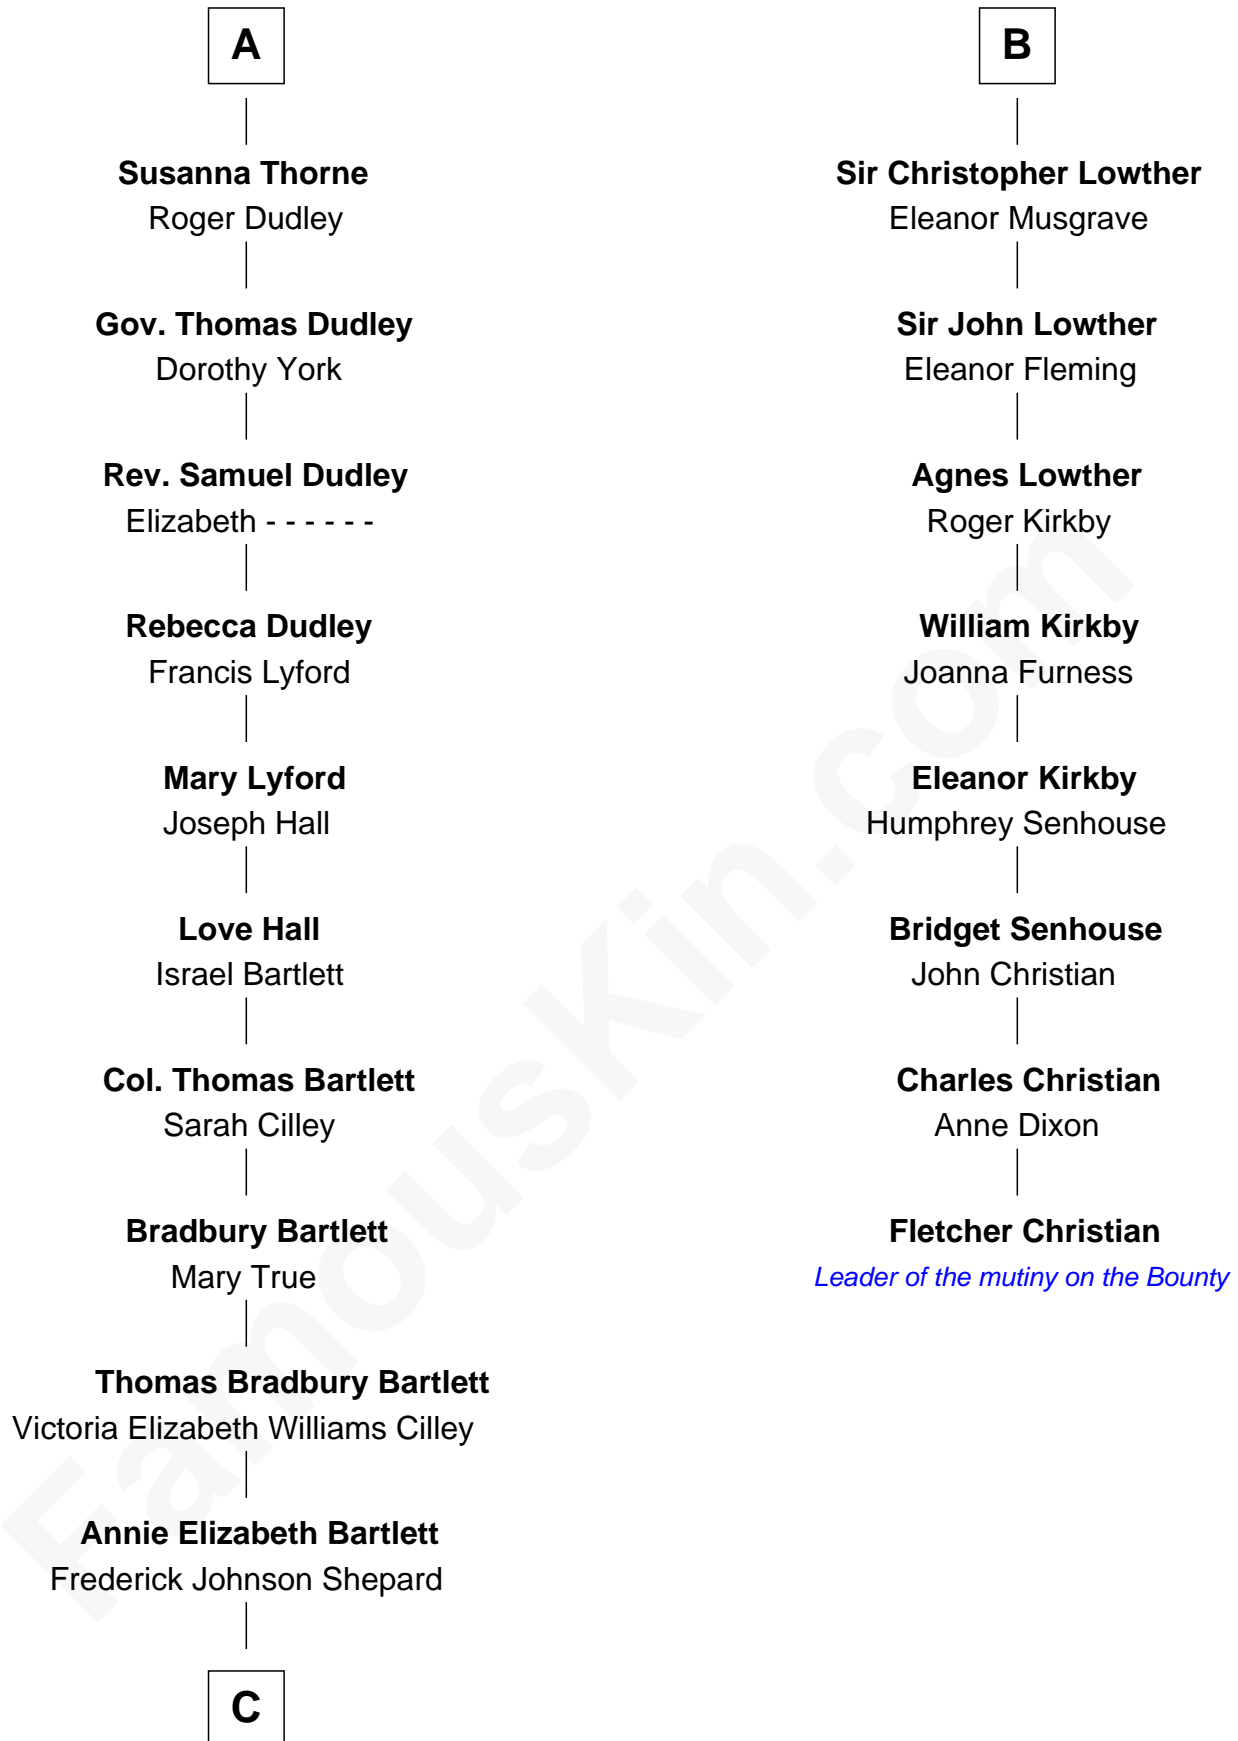 A
Susanna Thorne
Roger Dudley
Gov. Thomas Dudley
Dorothy York
Rev. Samuel Dudley
Elizabeth - - - - - -
Rebecca Dudley
Francis Lyford
Mary Lyford
Joseph Hall
Love Hall
Israel Bartlett
Col. Thomas Bartlett
Sarah Cilley
Bradbury Bartlett
Mary True
Thomas Bradbury Bartlett
Victoria Elizabeth Williams Cilley
Annie Elizabeth Bartlett
Frederick Johnson Shepard
C
B
Sir Christopher Lowther
Eleanor Musgrave
Sir John Lowther
Eleanor Fleming
Agnes Lowther
Roger Kirkby
William Kirkby
Joanna Furness
Eleanor Kirkby
Humphrey Senhouse
Bridget Senhouse
John Christian
Charles Christian
Anne Dixon
Fletcher Christian
Leader of the mutiny on the Bounty
FamousKin.com